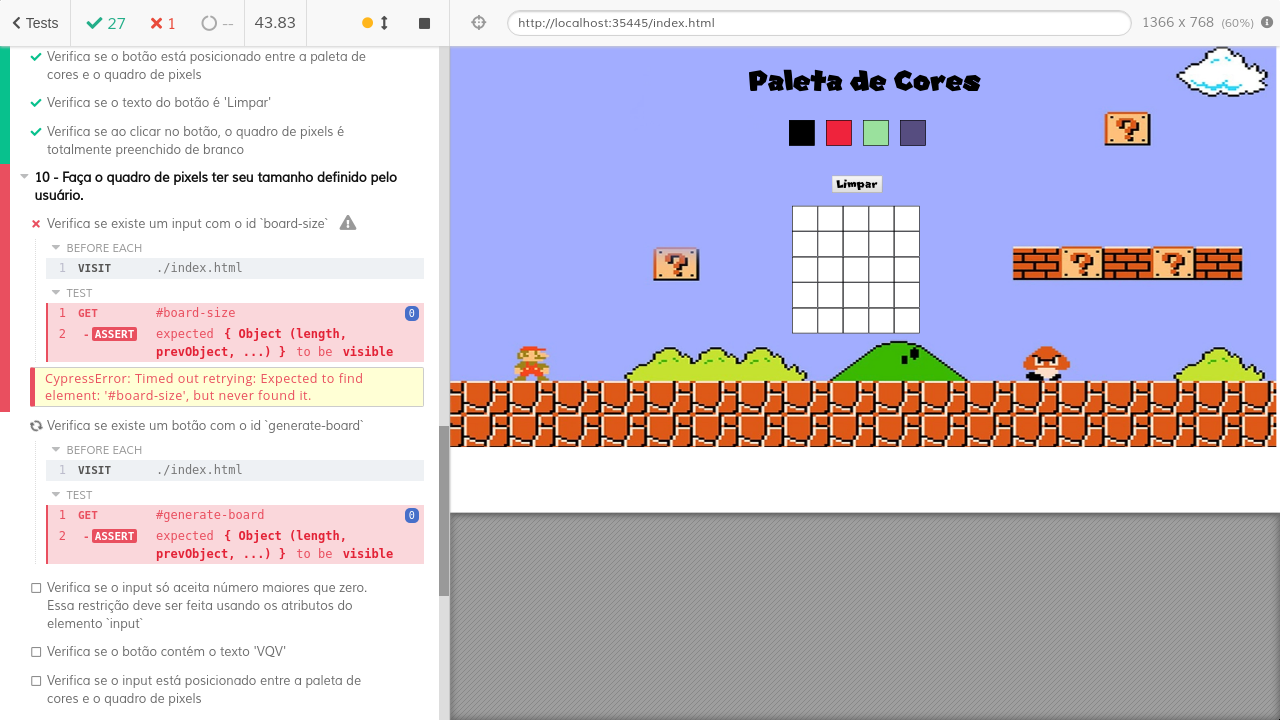 Tests 27 1 -- 43.83
http://localhost:35445/index.html 1366 x 768 (60%)
Verifica se o botão está posicionado entre a paleta de
cores e o quadro de pixels
Verifica se o texto do botão é 'Limpar'
Verifica se ao clicar no botão, o quadro de pixels é
totalmente preenchido de branco
10 - Faça o quadro de pixels ter seu tamanho definido pelo
usuário.
Verifica se existe um input com o id `board-size`
BEFORE EACH
1 VISIT ./index.html
TEST
1 GET #board-size 0
2 -ASSERT expected { Object (length,
prevObject, ...) } to be visible
CypressError: Timed out retrying: Expected to find
element: '#board-size', but never found it.
Verifica se existe um botão com o id `generate-board`
BEFORE EACH
1 VISIT ./index.html
TEST
1 GET #generate-board 0
2 -ASSERT expected { Object (length,
prevObject, ...) } to be visible
Verifica se o input só aceita número maiores que zero.
Essa restrição deve ser feita usando os atributos do
elemento `input`
Verifica se o botão contém o texto 'VQV'
Verifica se o input está posicionado entre a paleta de
cores e o quadro de pixels
Paleta de Cores
?
Limpar
?
? ?